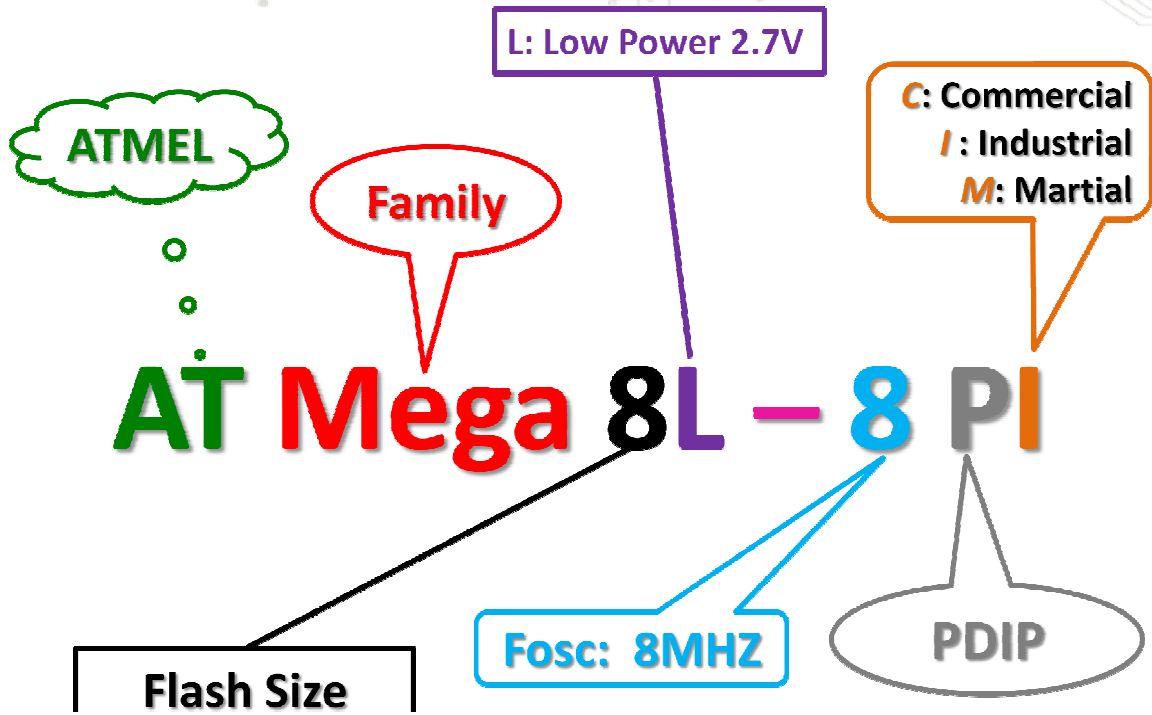 L: Low Power 2.7V
C: Commercial
I : Industrial
M: Martial
ATMEL
Family
AT Mega 8L – 8 PI
Fosc: 8MHZ
PDIP
Flash Size